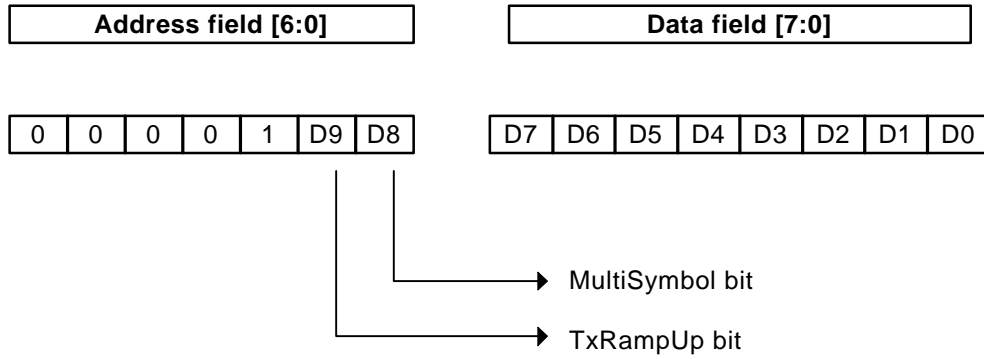 Address field [6:0] Data field [7:0]
0 0 0 0 1 D9 D8 D7 D6 D5 D4 D3 D2 D1 D0
MultiSymbol bit
TxRampUp bit